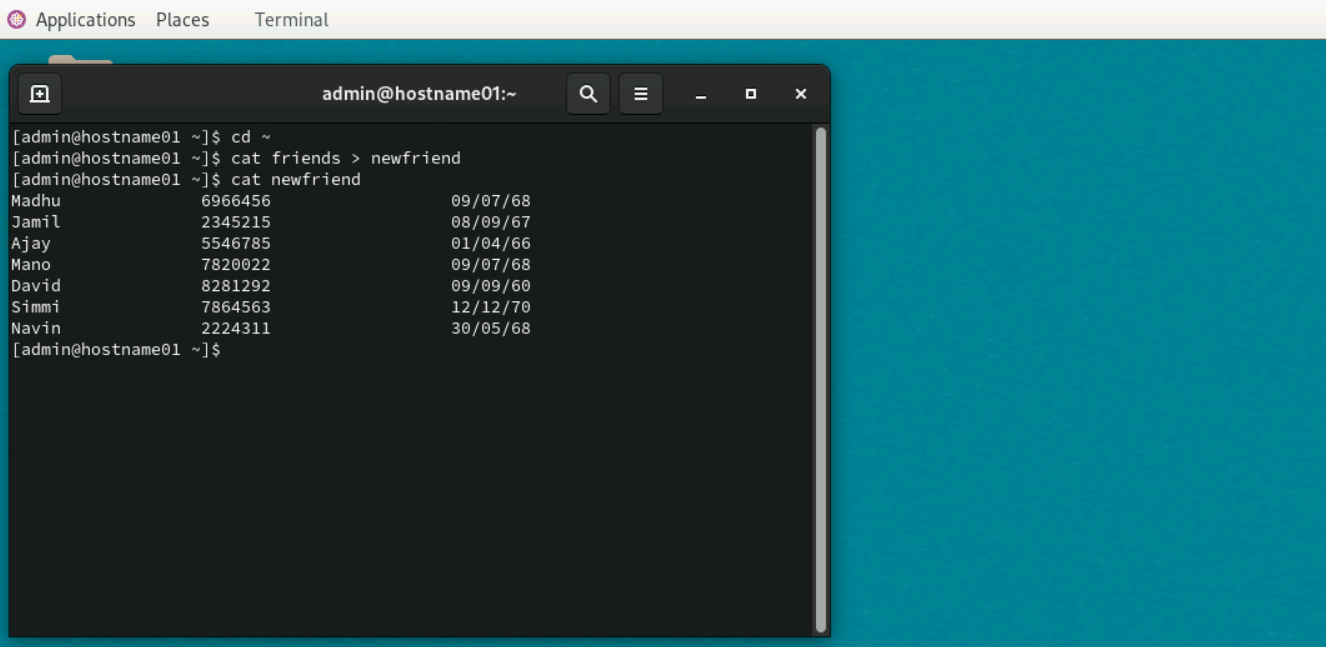 Applications Places Terminal
admin@hostname01:~
[admin@hostname01 ~]$ cd ~
[admin@hostname01 ~]$ cat friends > newfriend
[admin@hostname01 ~]$ cat newfriend
Madhu 6966456 09/07/68
Jamil 2345215 08/09/67
Ajay 5546785 01/04/66
Mano 7820022 09/07/68
David 8281292 09/09/60
Simmi 7864563 12/12/70
Navin 2224311 30/05/68
[admin@hostname01 ~]$